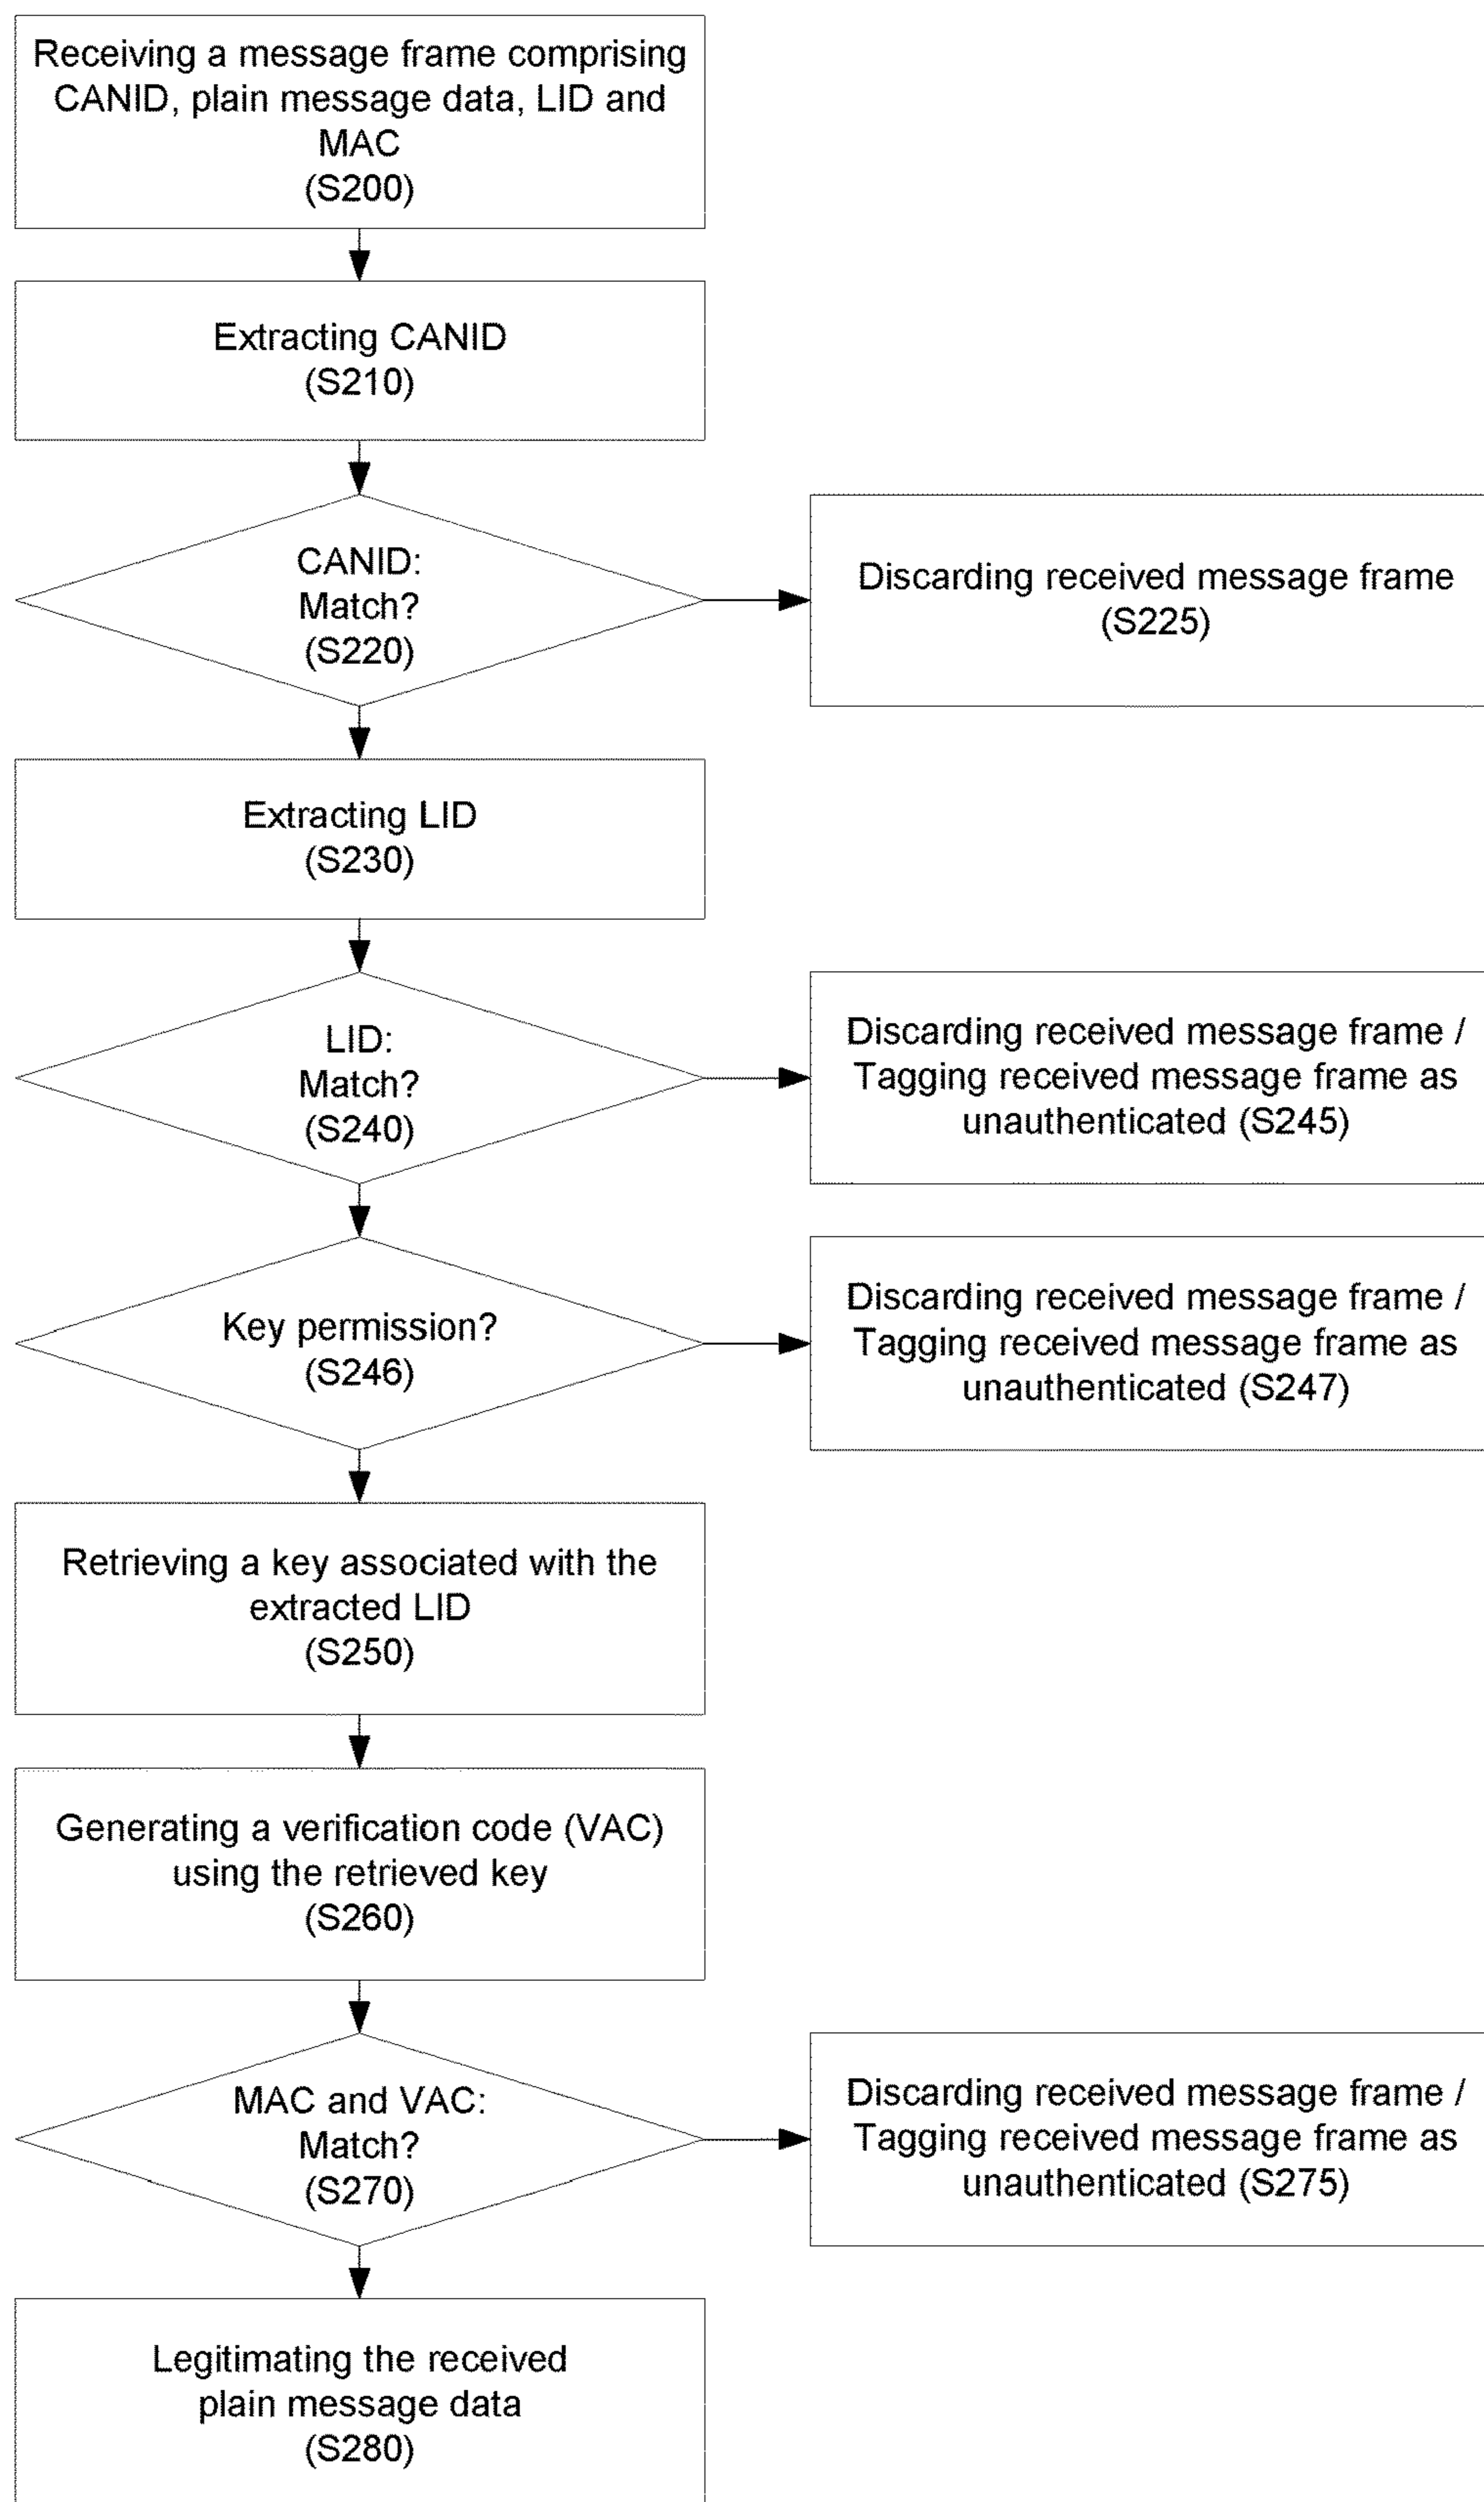 Receiving a message frame comprising
CANID, plain message data, LID and
MAC
(S200)
Extracting CANID
(S210)
CANID:
Match?
(S220)
Discarding received message frame
(S225)
Extracting LID
(S230)
LID:
Match?
(S240)
Discarding received message frame /
Tagging received message frame as
unauthenticated (S245)
Key permission?
(S246)
Discarding received message frame /
Tagging received message frame as
unauthenticated (S247)
Retrieving a key associated with the
extracted LID
(S250)
Generating a verification code (VAC)
using the retrieved key
(S260)
MAC and VAC:
Match?
(S270)
Discarding received message frame /
Tagging received message frame as
unauthenticated (S275)
Legitimating the received
plain message data
(S280)